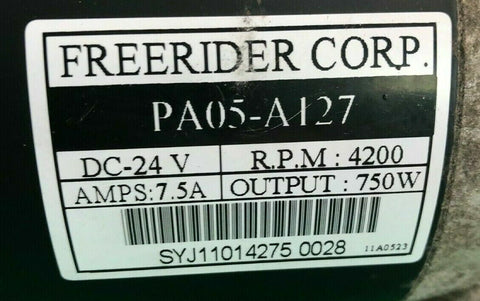 FREERIDER CORP.
PA05-A127
DC-24 V R.P.M : 4200
AMPS:7.5A OUTPUT : 750W
SYJ11014275 0028 11A0523